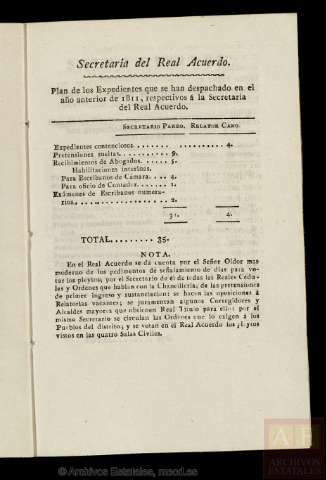 Secretaría del Real Acuerdo.
Plan de los Expedientes que se han despachado en el
año anterior de 1811, respectivos á la Secretaría
del Real Acuerdo.
SECRETARIO PARDO. RELATOR CANO.
Expedientes contenciosos ........ .......... 4.
Pretensiones sueltas........... 9.
Recibimientos de Abogados. ..... 5.
Habilitaciones interinas.
Para Escribanos de Cámara. .. 4.
Para oficio de Contador. ..... 1.
Exámenes de Escribanos numera-
rios.. ........... 2.
31. 4.
TOTAL......... 35.
NOTA.
En el Real Acuerdo se dá cuenta por el Señor Oidor mas
moderno de los pedimentos de señalamiento de dias para vo-
tar los pleytos; por el Secretario de él de todas las Reales Cédu-
las y Ordenes que hablan con la Chancillería, de las pretensiones
de primer ingreso y sustanciacion: se hacen las oposiciones á
Relatorías vacantes; se juramentan algunos Corregidores y
Alcaldes mayores que obtienen Real Título para ello: por el
mismo Secretario se circulan las Ordenes que lo exigen á los
Pueblos del distrito; y se votan en el Real Acuerdo los pleytos
vistos en las quatro Salas Civiles.
AE
ARCHIVOS
ESTATALES
© Archivos Estatales, mecd.es